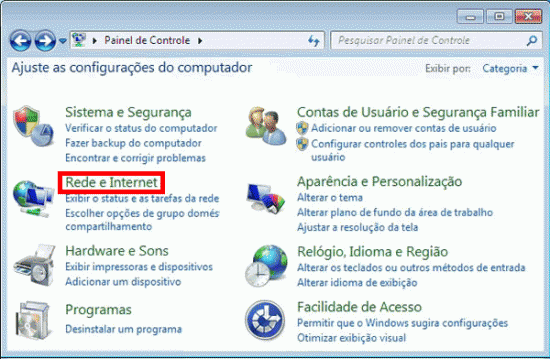 Painel de Controle
Pesquisar Painel de Controle
Ajuste as configurações do computador
Exibir por: Categoria
Sistema e Segurança
Verificar o status do computador
Fazer backup do computador
Encontrar e corrigir problemas
Rede e Internet
Exibir o status e as tarefas da rede
Escolher opções de grupo domés
compartilhamento
Hardware e Sons
Exibir impressoras e dispositivos
Adicionar um dispositivo
Programas
Desinstalar um programa
Contas de Usuário e Segurança Familiar
Adicionar ou remover contas de usuário
Configurar controles dos pais para qualquer
usuário
Aparência e Personalização
Alterar o tema
Alterar plano de fundo da área de trabalho
Ajustar a resolução da tela
Relógio, Idioma e Região
Alterar os teclados ou outros métodos de entrada
Alterar idioma de exibição
Facilidade de Acesso
Permitir que o Windows sugira configurações
Otimizar exibição visual